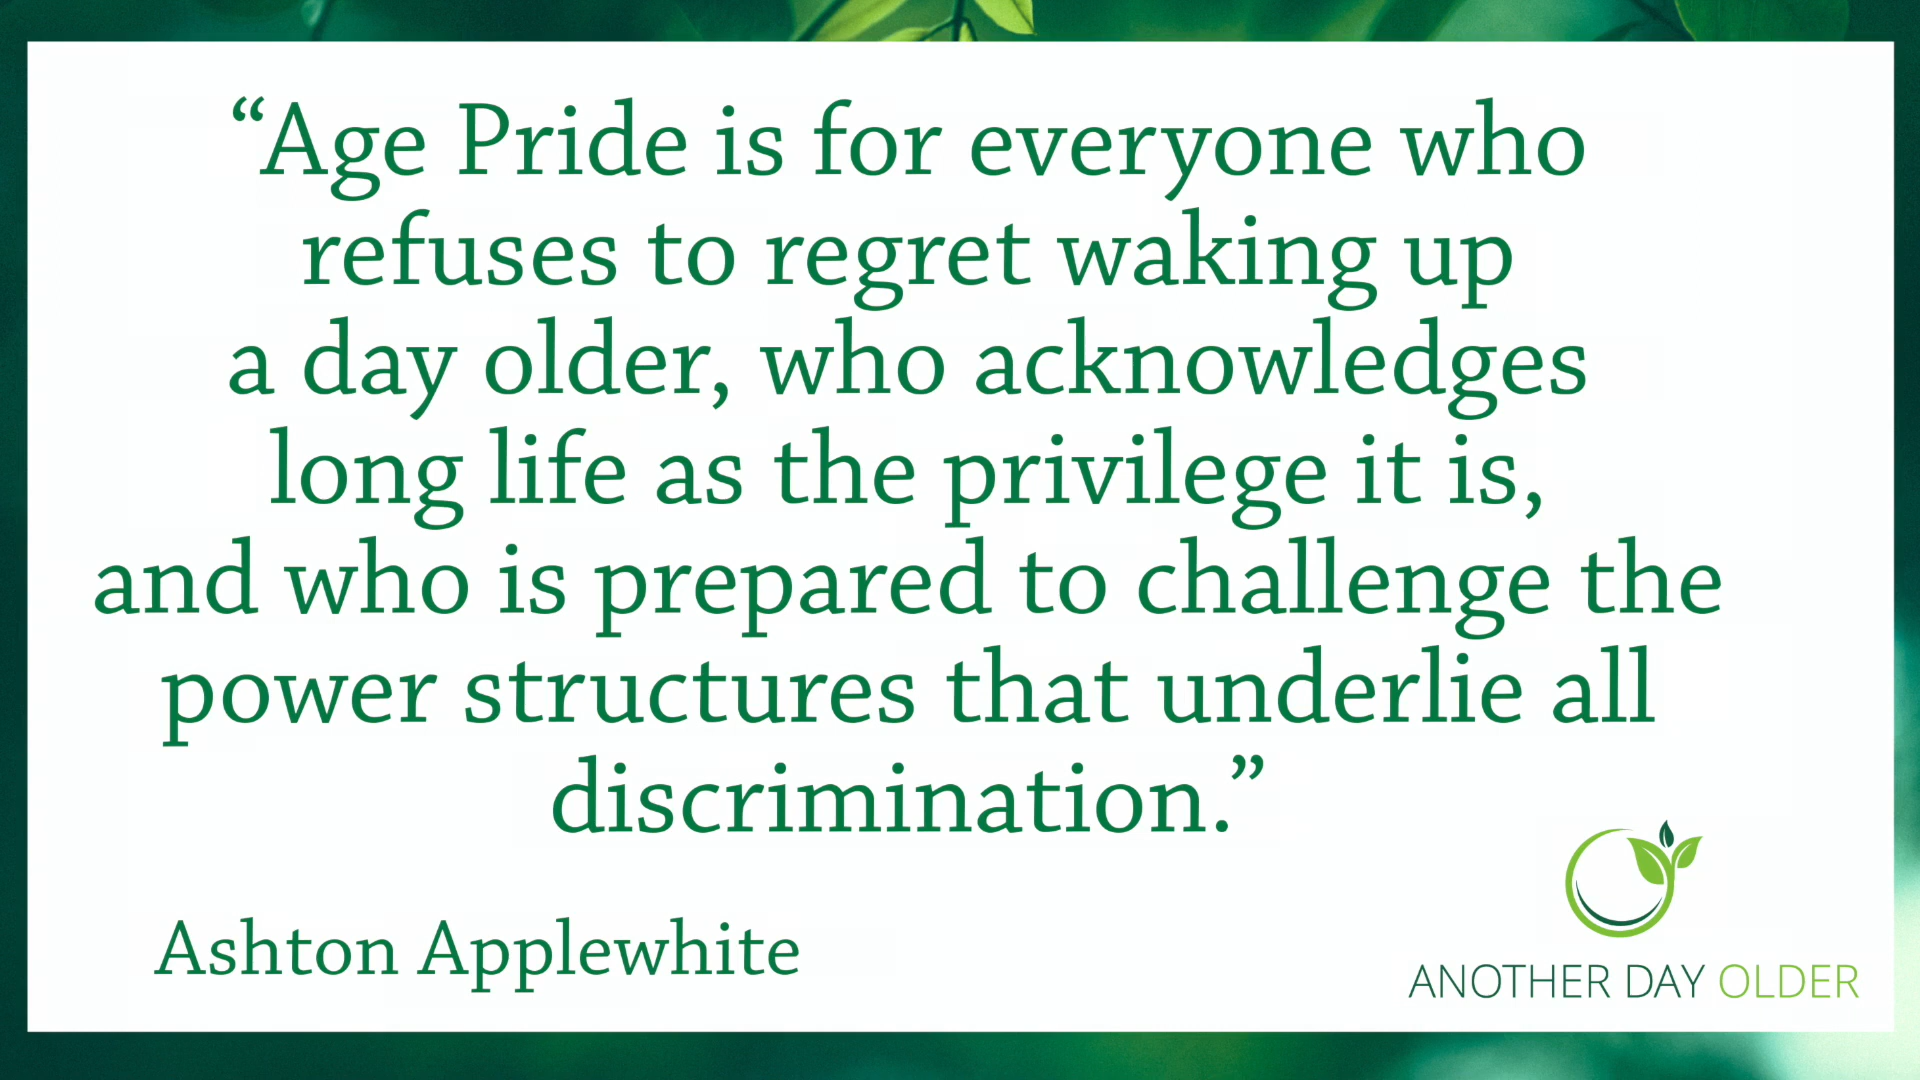 “Age Pride is for everyone who
refuses to regret waking up
a day older, who acknowledges
long life as the privilege it is,
and who is prepared to challenge the
power structures that underlie all
discrimination.”
Ashton Applewhite
ANOTHER DAY OLDER